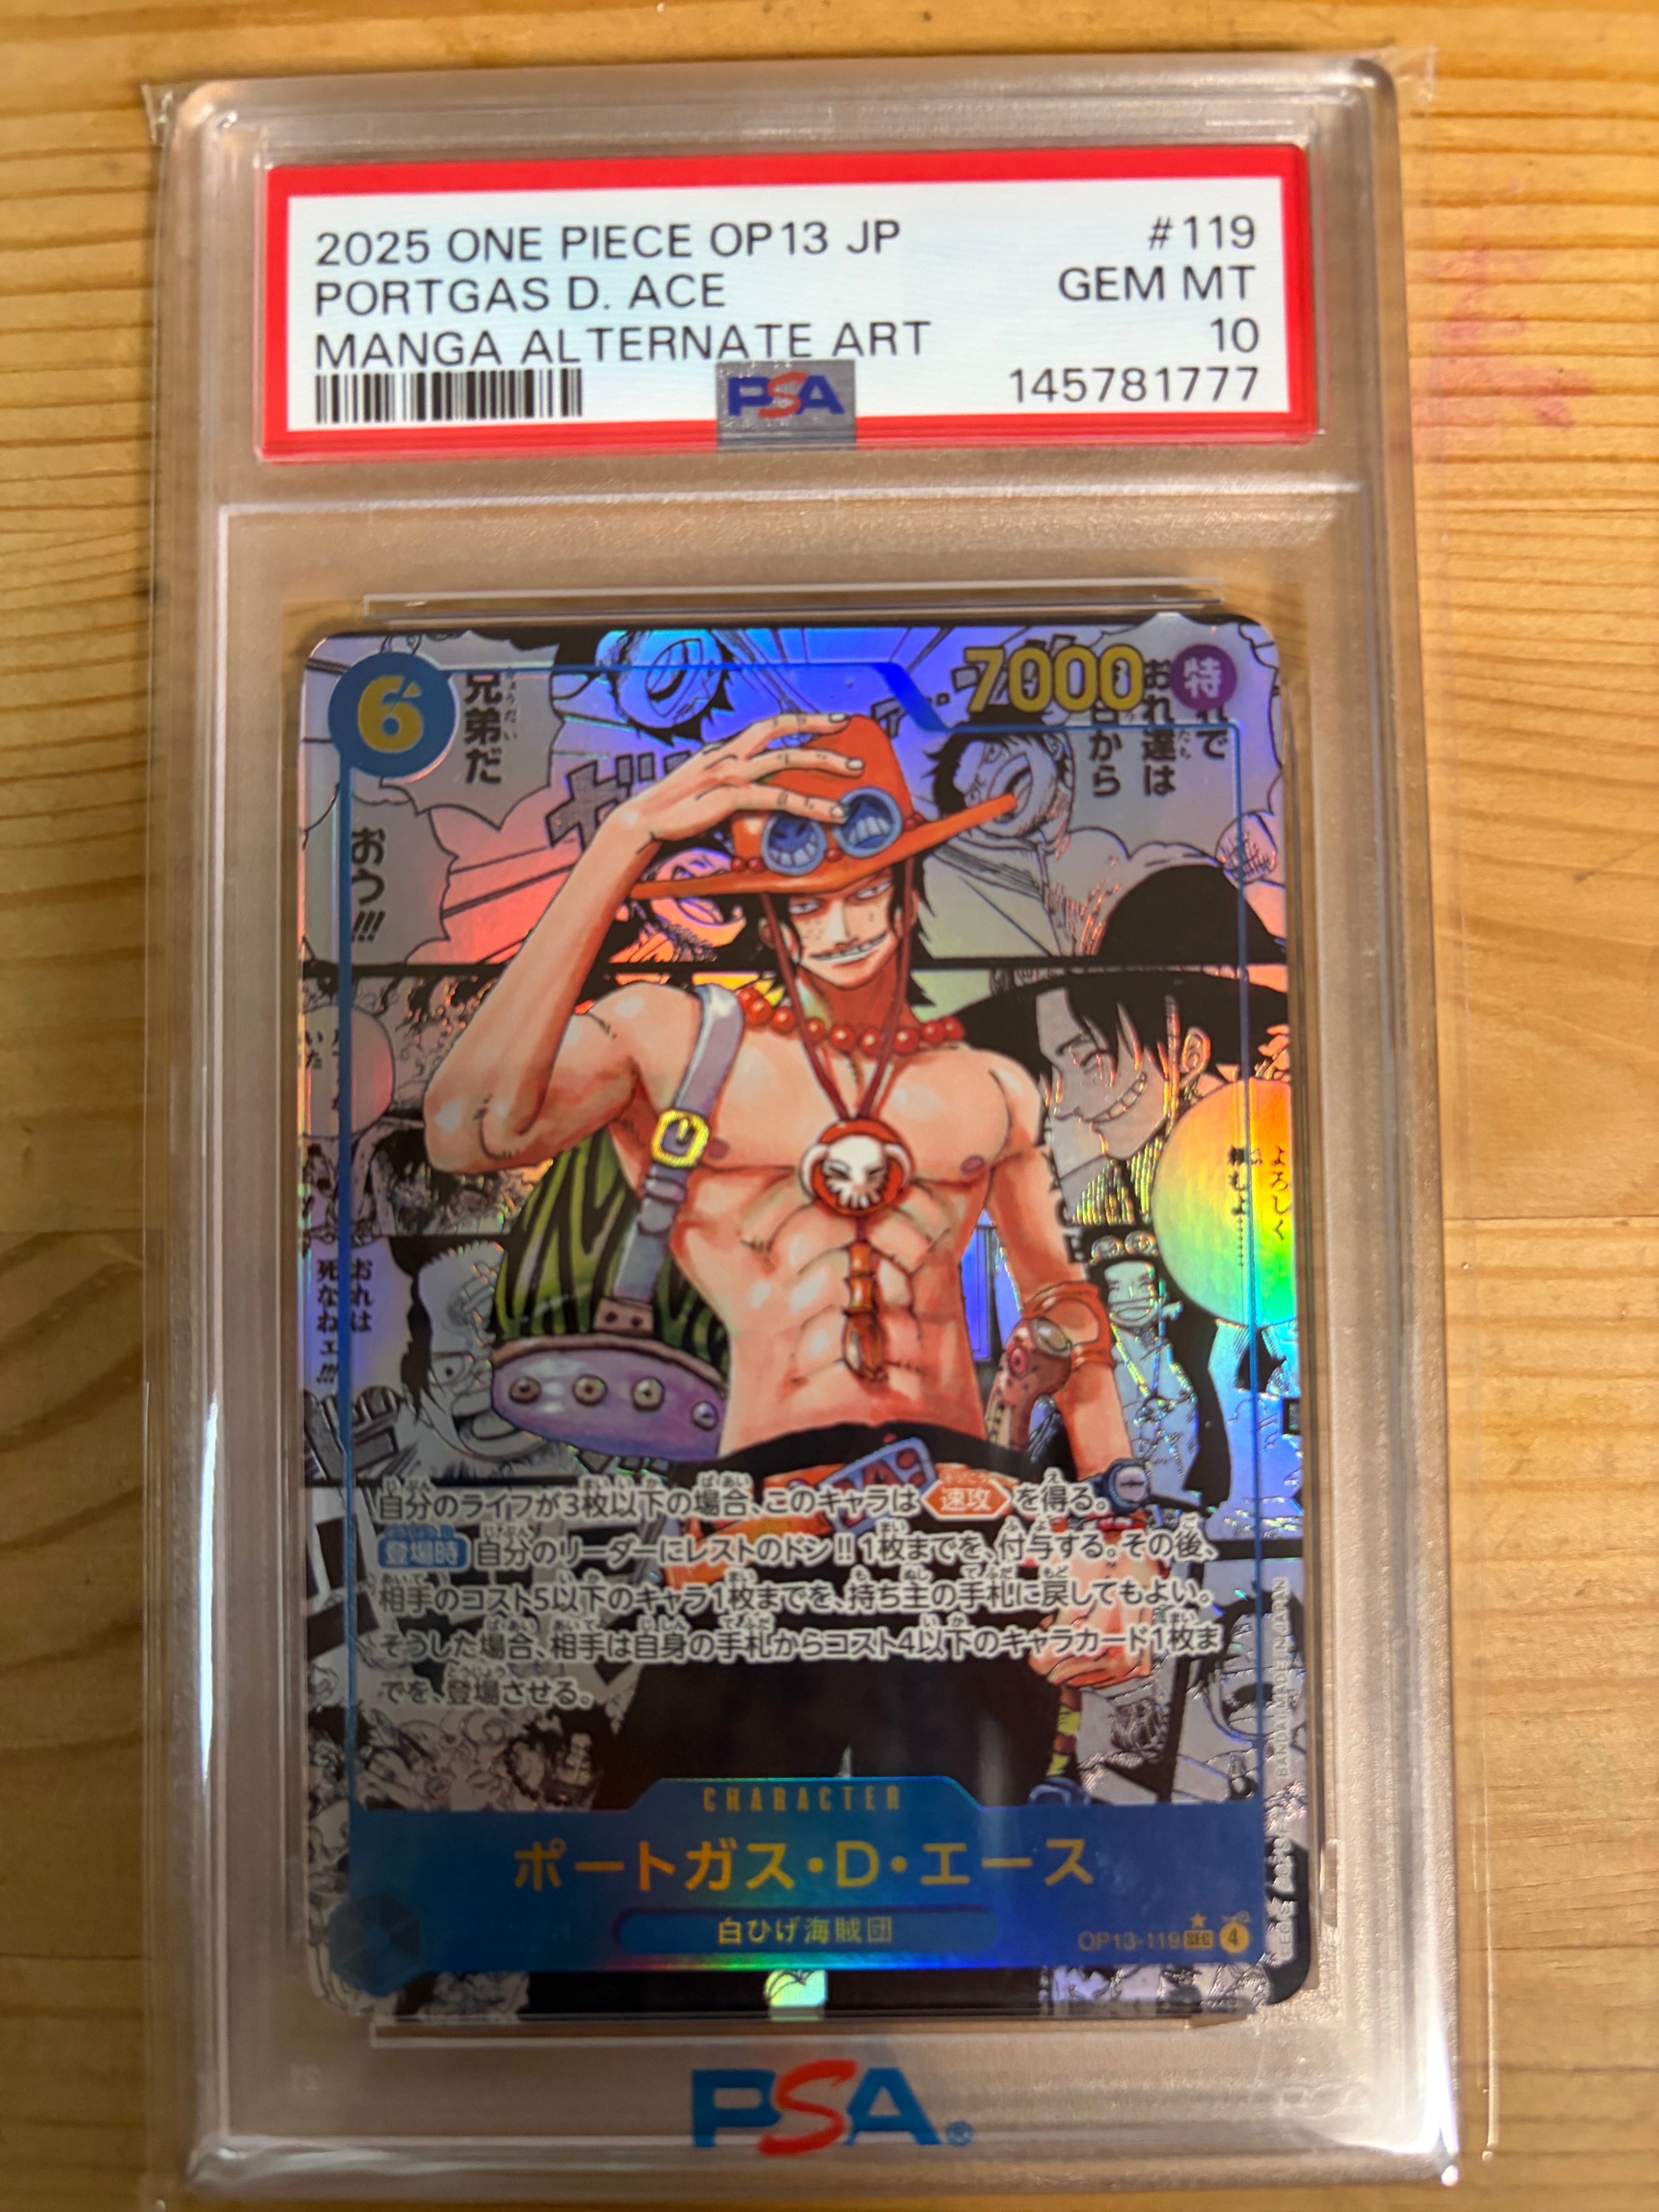 2025 ONE PIECE OP13 JP #119
PORTGAS D. ACE GEM MT
MANGA ALTERNATE ART 10
PSA 145781777
6
7000
特
兄弟だ
おう!!!
おれは
死なねェ!!!
よろしく
自分のライフが3枚以下の場合、このキャラは 速攻 を得る。
登場時 自分のリーダーにレストのドン!!1枚までを、付与する。その後、
相手のコスト5以下のキャラ1枚までを、持ち主の手札に戻してもよい。
そうした場合、相手は自身の手札からコスト4以下のキャラカード1枚ま
でを、登場させる。
CHARACTER
ポートガス・D・エース
白ひげ海賊団
OP13-119 SEC 4
BANDAI MADE IN JAPAN
PSA